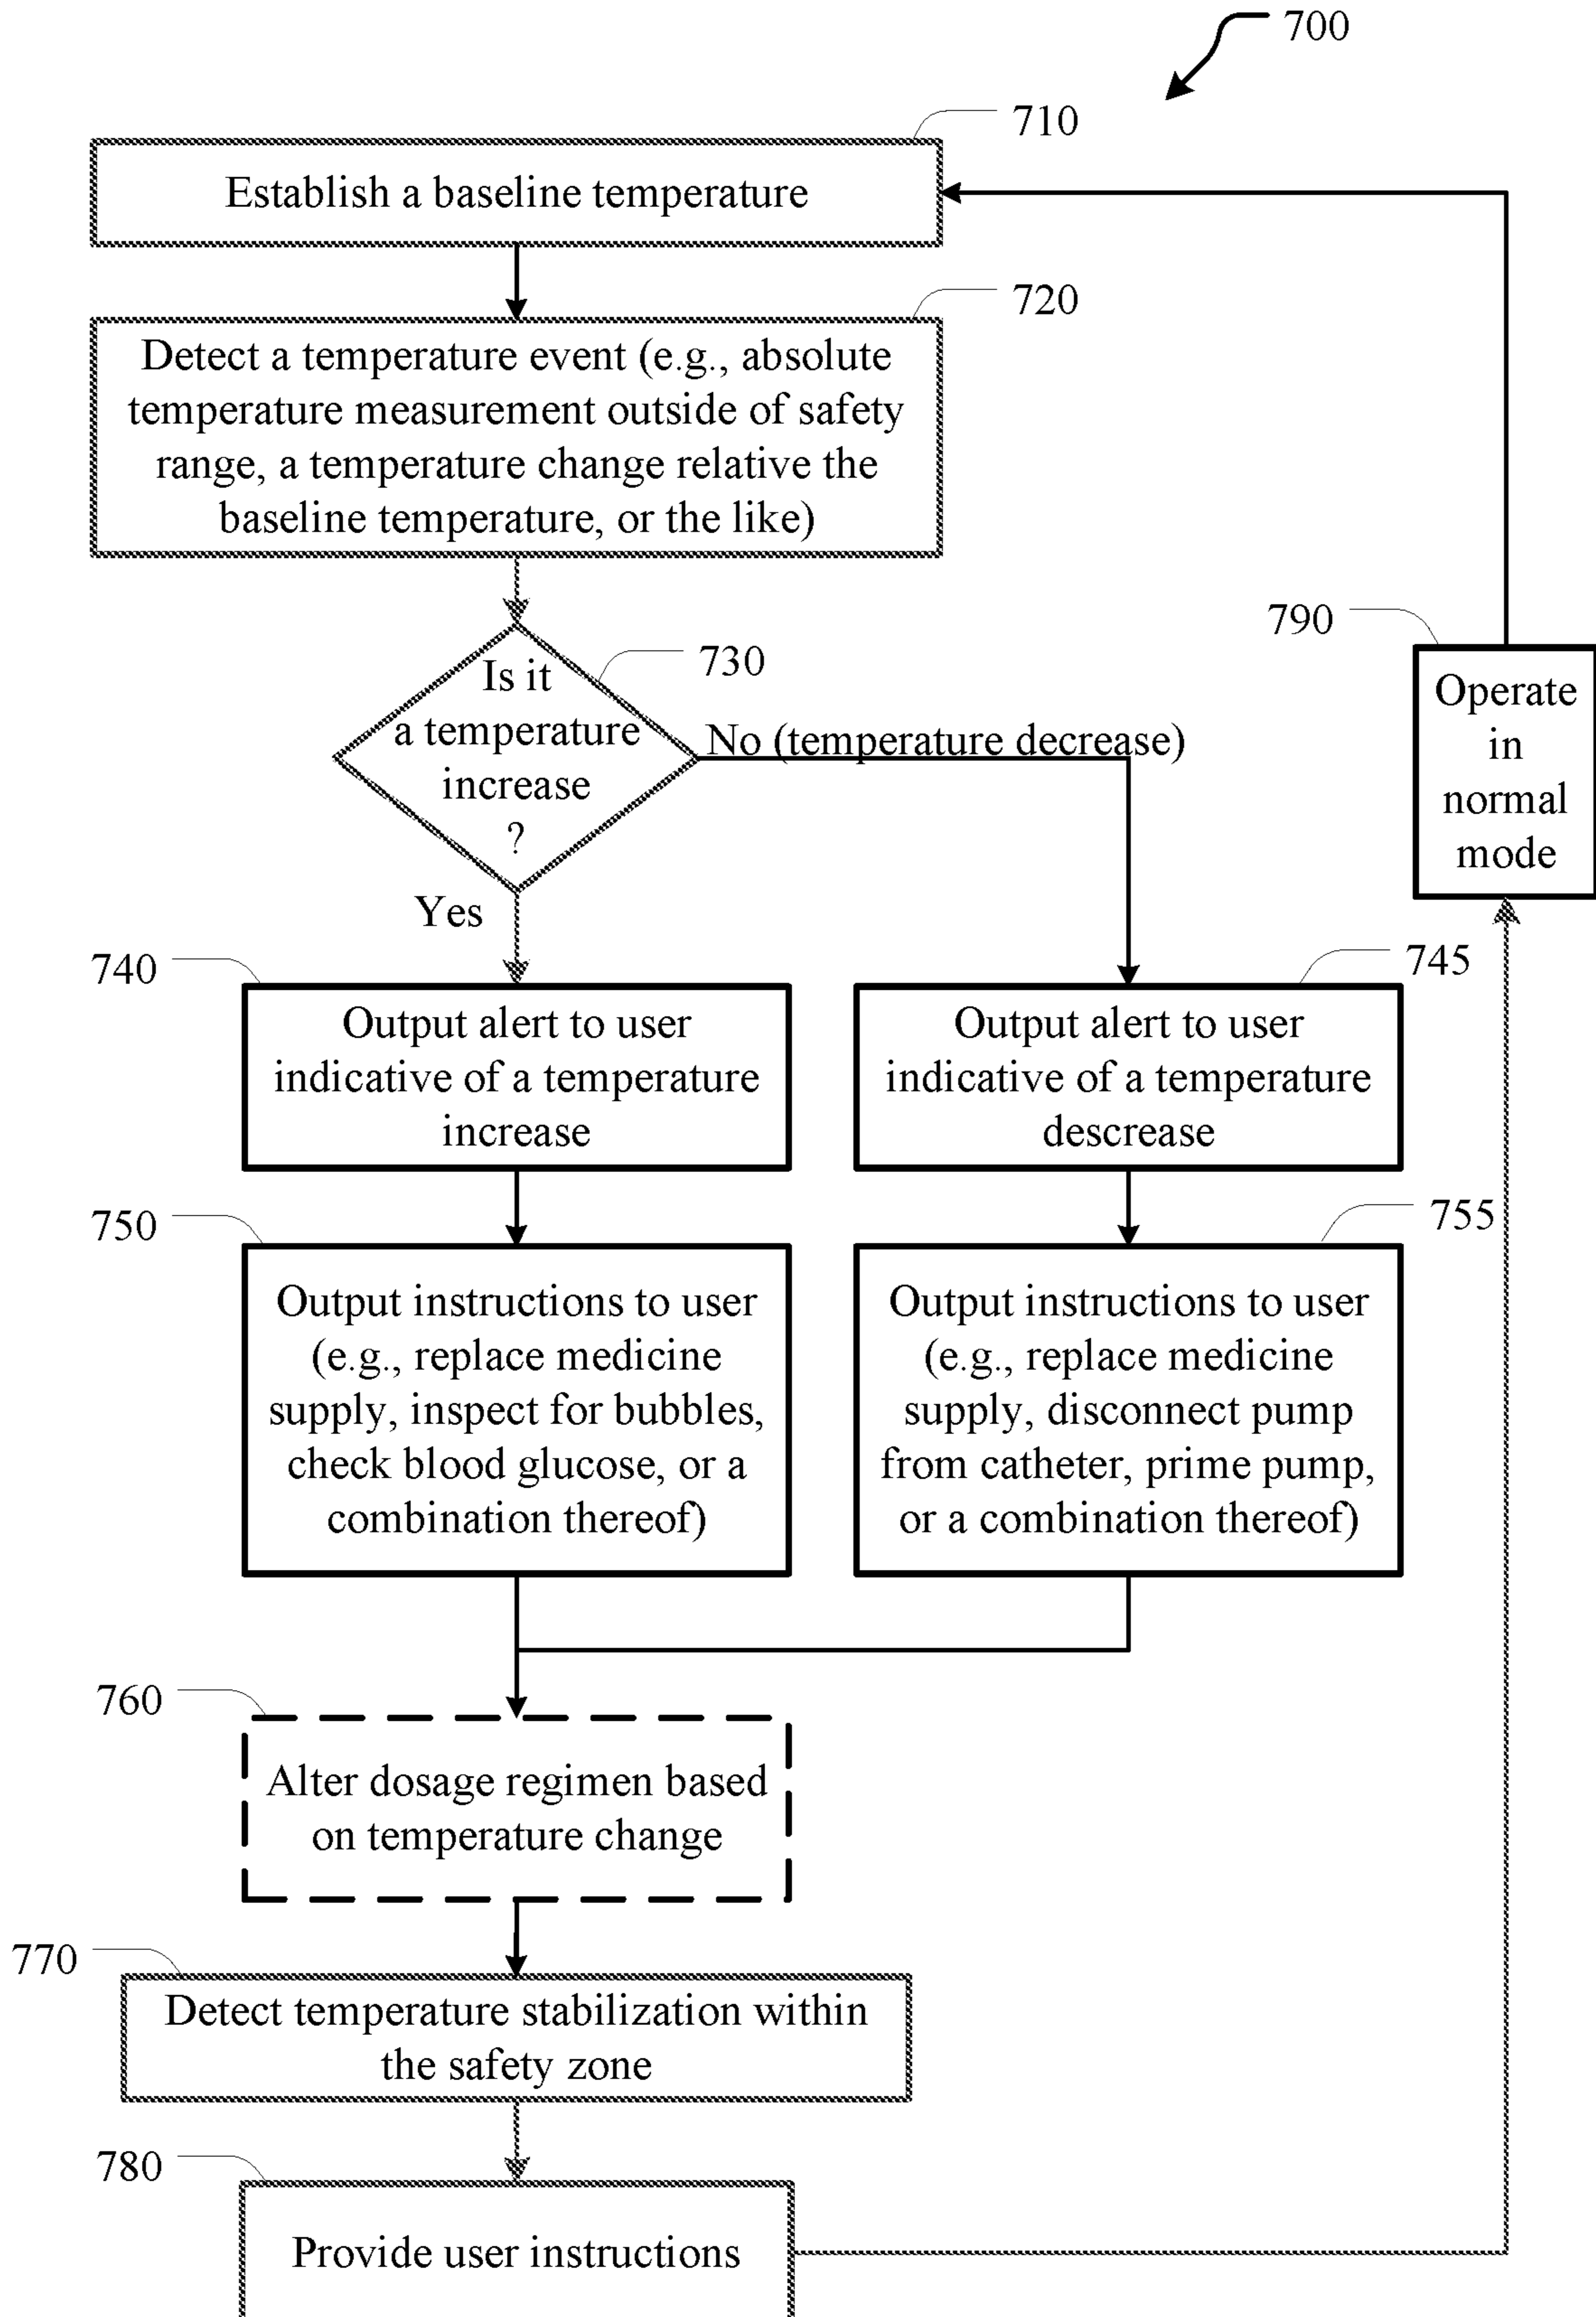 700
710
Establish a baseline temperature
720
Detect a temperature event (e.g., absolute
temperature measurement outside of safety
range, a temperature change relative the
baseline temperature, or the like)
730
Is it
a temperature
increase
?
No (temperature decrease)
Yes
790
Operate
in
normal
mode
740
Output alert to user
indicative of a temperature
increase
745
Output alert to user
indicative of a temperature
descrease
750
Output instructions to user
(e.g., replace medicine
supply, inspect for bubbles,
check blood glucose, or a
combination thereof)
755
Output instructions to user
(e.g., replace medicine
supply, disconnect pump
from catheter, prime pump,
or a combination thereof)
760
Alter dosage regimen based
on temperature change
770
Detect temperature stabilization within
the safety zone
780
Provide user instructions